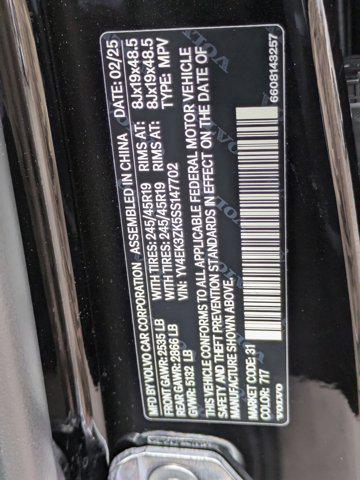 MFD BY VOLVO CAR CORPORATION ASSEMBLED IN CHINA DATE: 02/25
FRONT GAWR: 2535 LB WITH TIRES: 245/45R19 RIMS AT: 8Jx19x48.5
REAR GAWR: 2866 LB WITH TIRES: 245/45R19 RIMS AT: 8Jx19x48.5
GVWR: 5132 LB VIN: YV4EK3ZK5SS147702 TYPE: MPV
THIS VEHICLE CONFORMS TO ALL APPLICABLE FEDERAL MOTOR VEHICLE
SAFETY AND THEFT PREVENTION STANDARDS IN EFFECT ON THE DATE OF
MANUFACTURE SHOWN ABOVE.
MARKET CODE: 31
COLOR: 717
VOLVO
6608143257